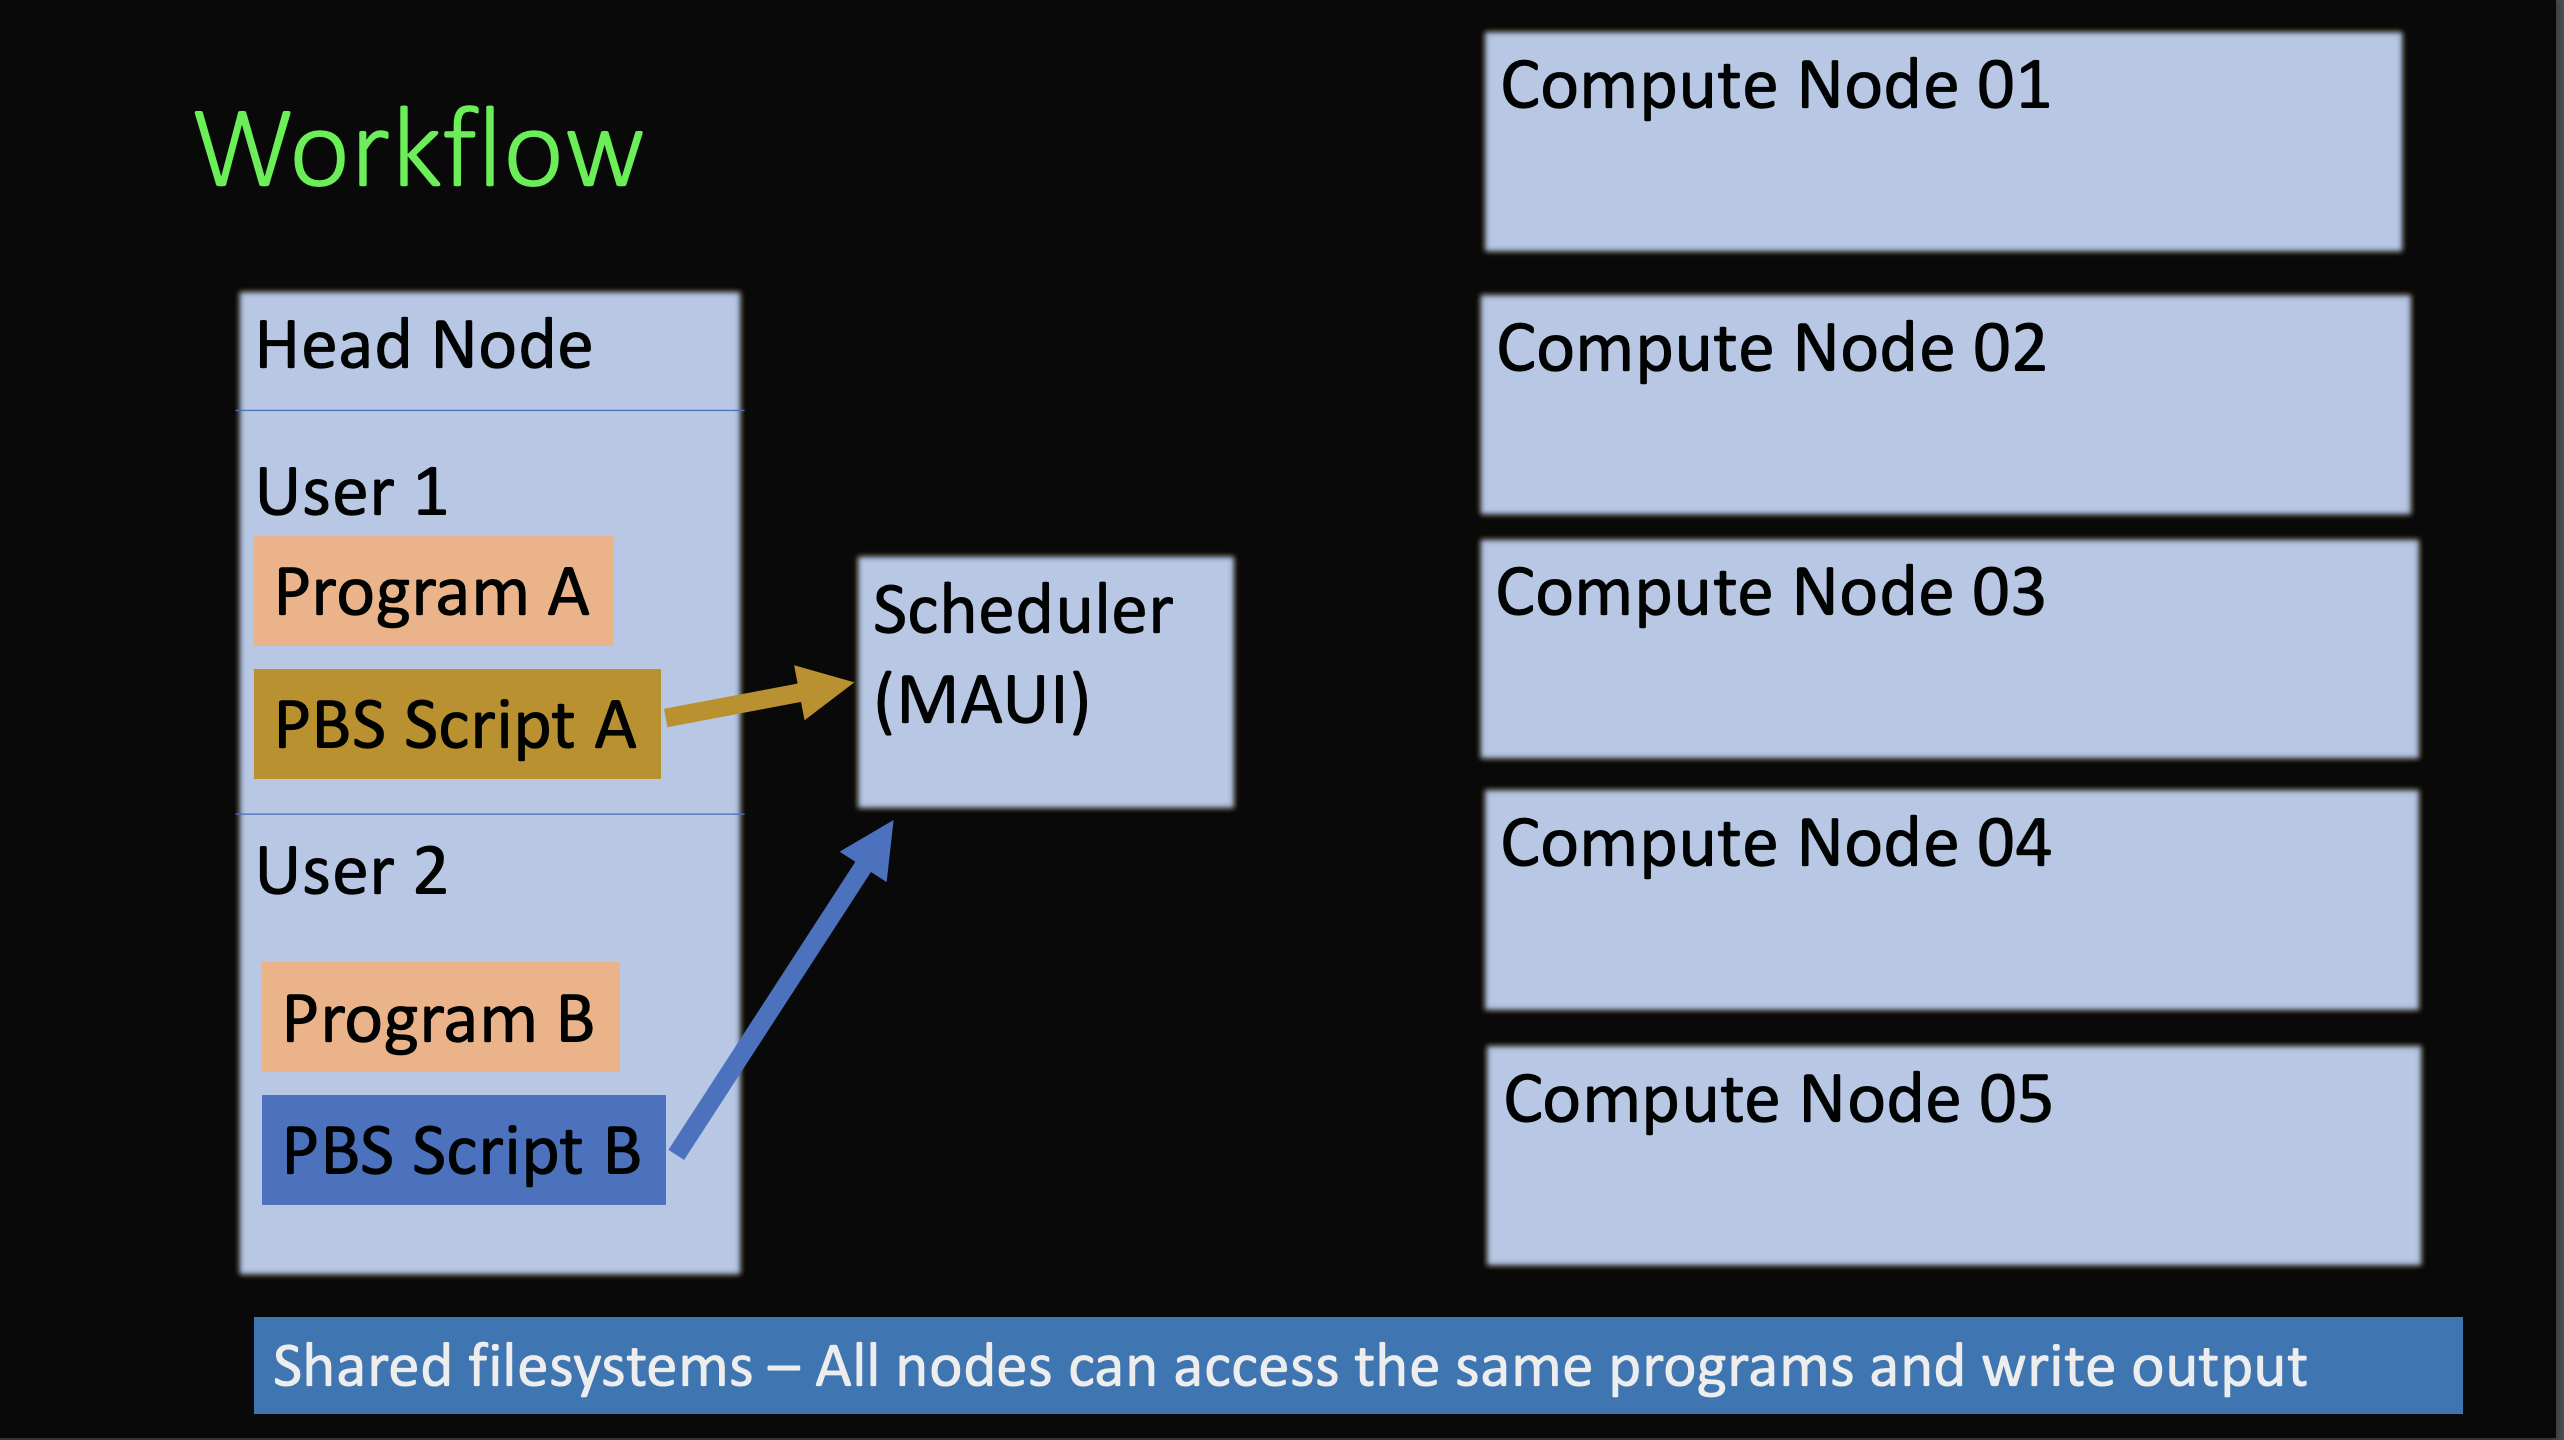 Workflow
Head Node
User 1
Program A
PBS Script A
User 2
Program B
PBS Script B
Scheduler
(MAUI)
Compute Node 01
Compute Node 02
Compute Node 03
Compute Node 04
Compute Node 05
Shared filesystems – All nodes can access the same programs and write output